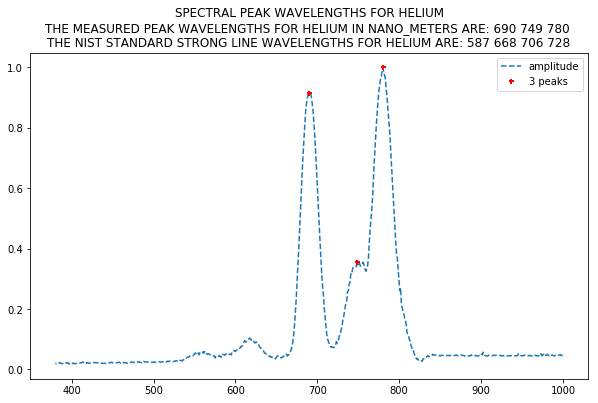 SPECTRAL PEAK WAVELENGTHS FOR HELIUM
THE MEASURED PEAK WAVELENGTHS FOR HELIUM IN NANO_METERS ARE: 690 749 780
THE NIST STANDARD STRONG LINE WAVELENGTHS FOR HELIUM ARE: 587 668 706 728
amplitude
3 peaks
1.0
0.8
0.6
0.4
0.2
0.0
400 500 600 700 800 900 1000